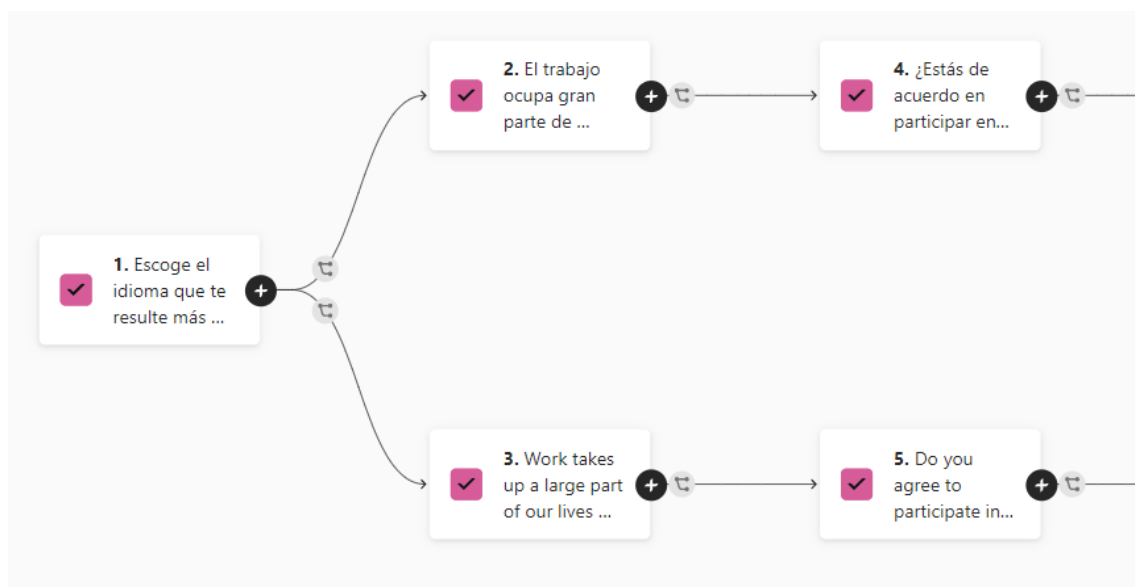 2. El trabajo
ocupa gran
parte de ...
4. ¿Estás de
acuerdo en
participar en...
1. Escoge el
idioma que te
resulte más ...
3. Work takes
up a large part
of our lives ...
5. Do you
agree to
participate in...